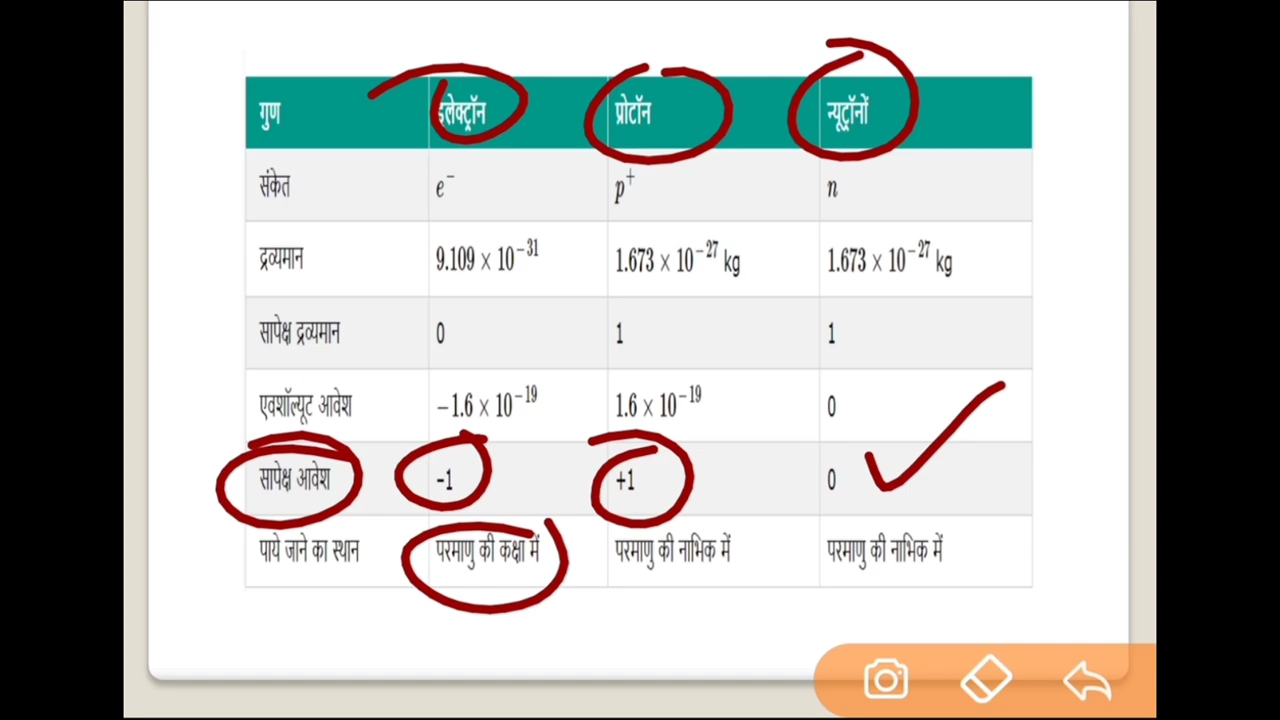 गुण इलेक्ट्रॉन प्रोटॉन न्यूट्रॉनों
संकेत e⁻ p⁺ n
द्रव्यमान 9.109 × 10⁻³¹ 1.673 × 10⁻²⁷ kg 1.673 × 10⁻²⁷ kg
सापेक्ष द्रव्यमान 0 1 1
एवशॉल्यूट आवेश −1.6 × 10⁻¹⁹ 1.6 × 10⁻¹⁹ 0
सापेक्ष आवेश -1 +1 0
पाये जाने का स्थान परमाणु की कक्षा में परमाणु की नाभिक में परमाणु की नाभिक में